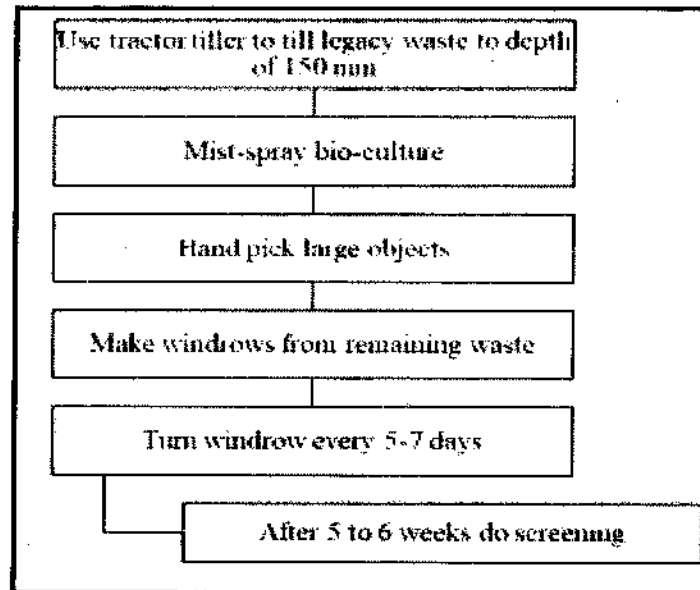 Use tractor tiller to till legacy waste to depth
of 150 mm
Mist-spray bio-culture
Hand pick large objects
Make windrows from remaining waste
Turn windrow every 5-7 days
After 5 to 6 weeks do screening